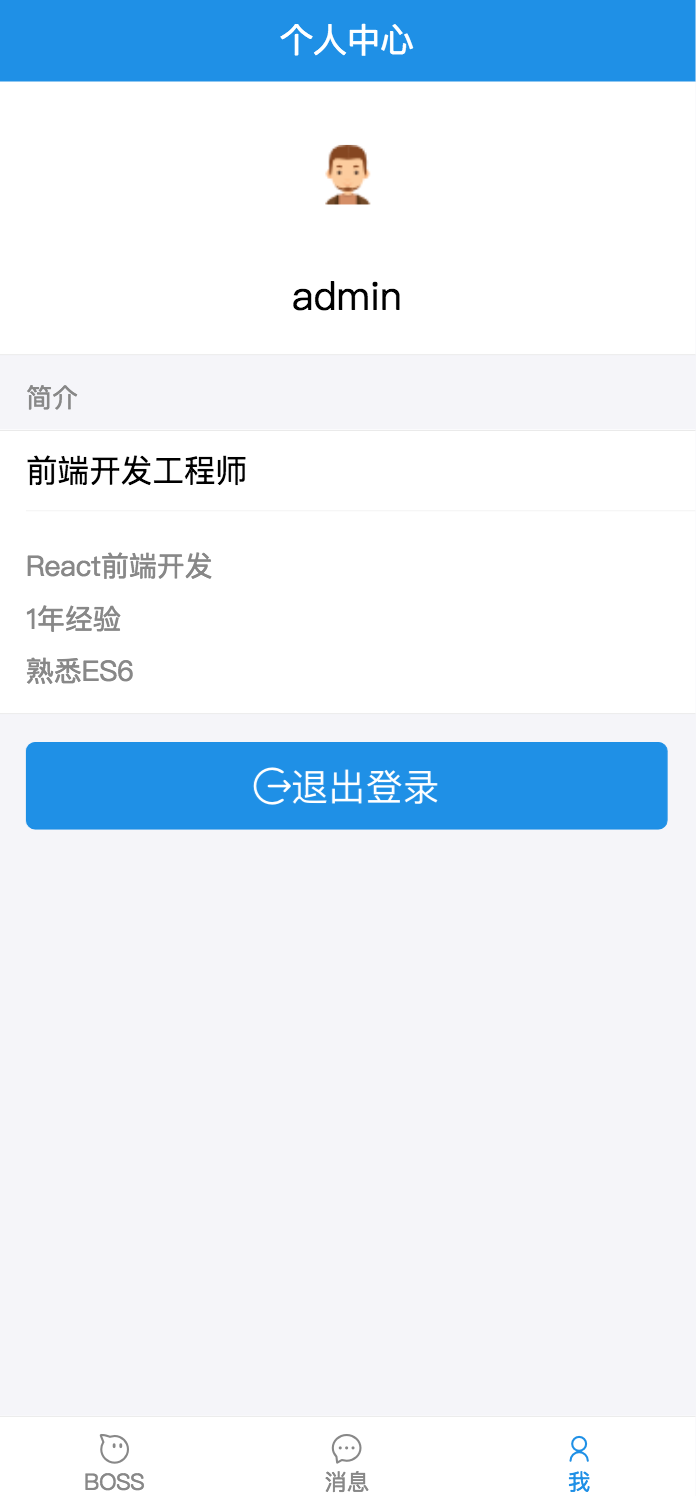 个人中心
admin
简介
前端开发工程师
React前端开发
1年经验
熟悉ES6
退出登录
BOSS
消息
我